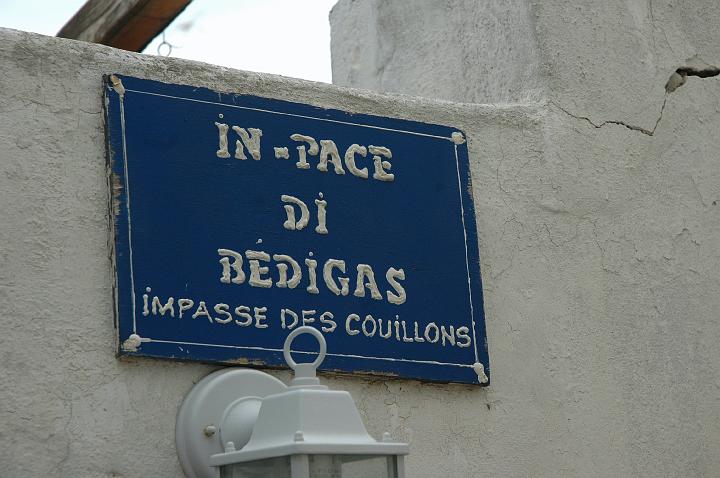 IN-PACE
DI
BÉDIGAS
IMPASSE DES COUILLONS